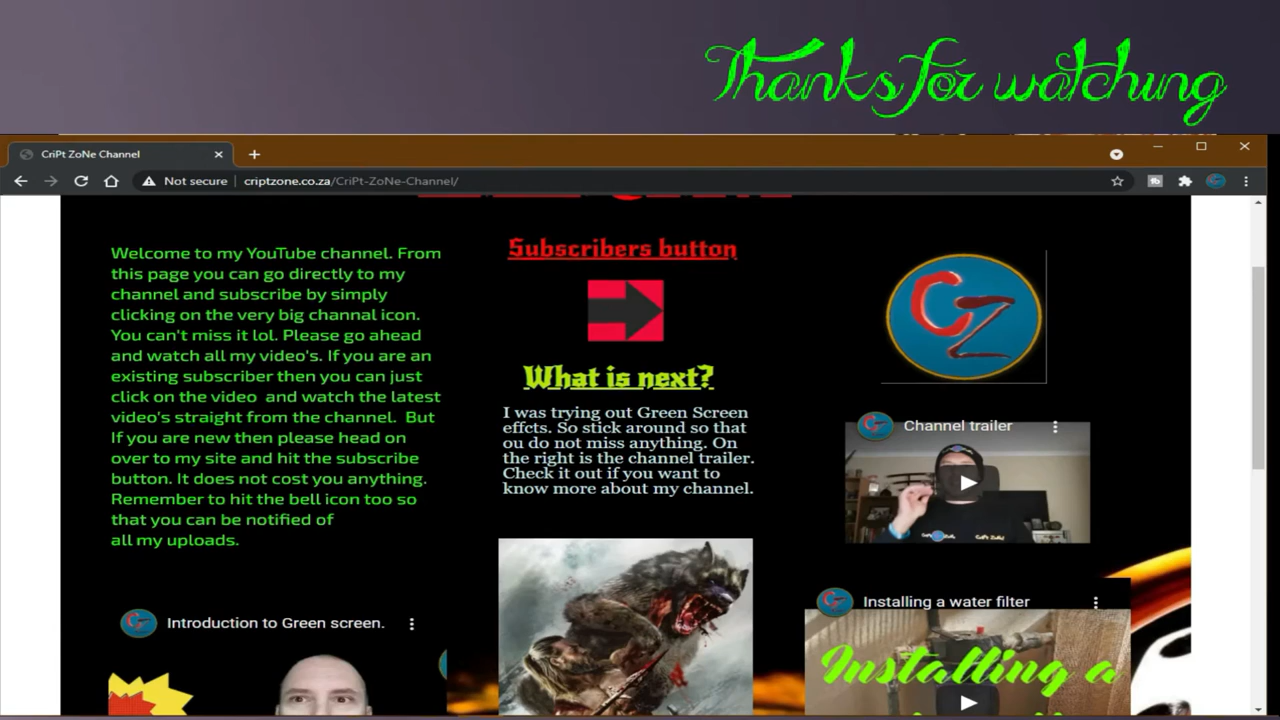 Thanks for watching
CriPt ZoNe Channel
Not secure
criptzone.co.za/CriPt-ZoNe-Channel/
Welcome to my YouTube channel. From
this page you can go directly to my
channel and subscribe by simply
clicking on the very big channal icon.
You can't miss it lol. Please go ahead
and watch all my video's. If you are an
existing subscriber then you can just
click on the video and watch the latest
video's straight from the channel. But
If you are new then please head on
over to my site and hit the subscribe
button. It does not cost you anything.
Remember to hit the bell icon too so
that you can be notified of
all my uploads.
Introduction to Green screen.
Subscribers button
What is next?
I was trying out Green Screen
effcts. So stick around so that
ou do not miss anything. On
the right is the channel trailer.
Check it out if you want to
know more about my channel.
CZ
Channel trailer
Installing a water filter
Installing a